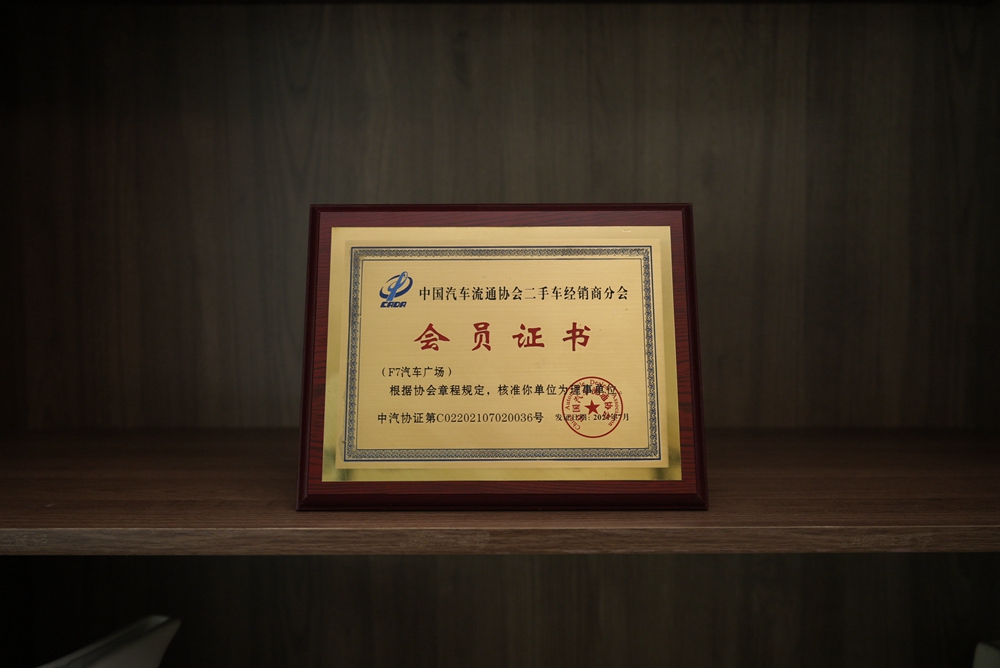 CADA
中国汽车流通协会二手车经销商分会
会员证书
（F7汽车广场）
根据协会章程规定，核准你单位为理事单位。
中汽协证第C02202107020036号